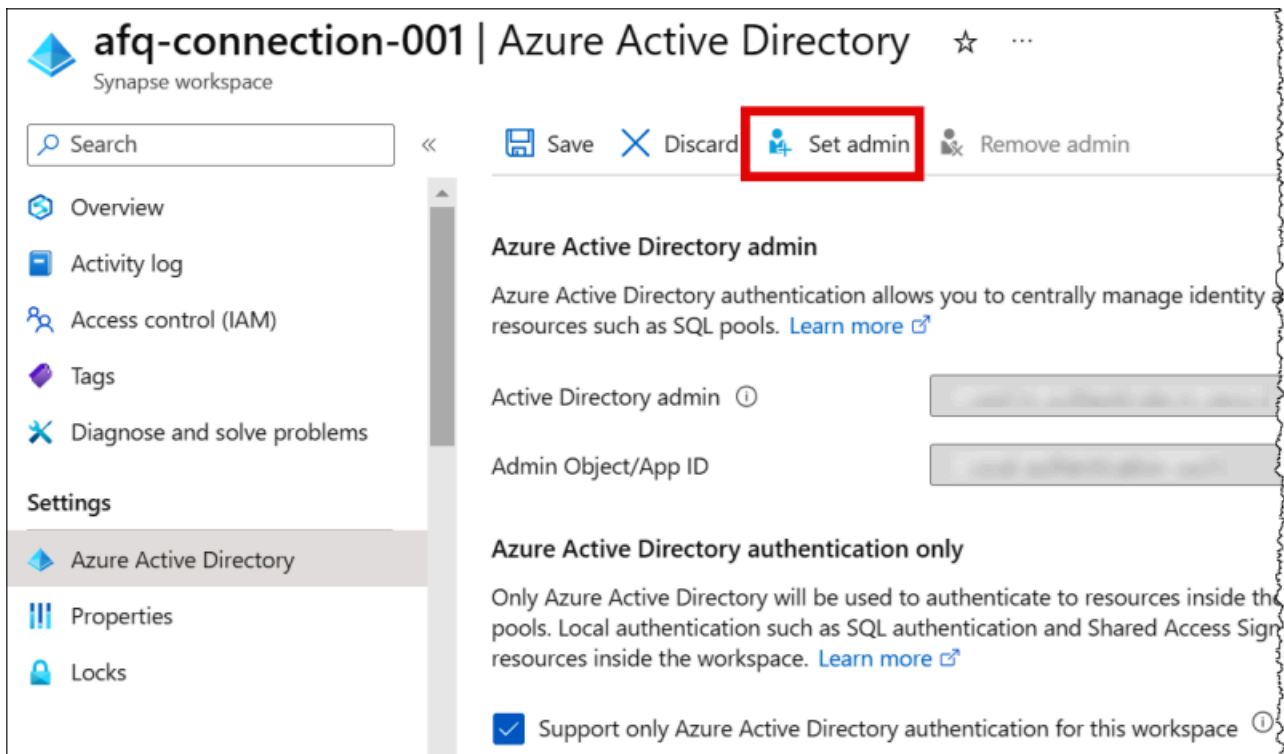 afq-connection-001 | Azure Active Directory
Synapse workspace
Search
Save Discard Set admin Remove admin
Overview
Activity log
Access control (IAM)
Tags
Diagnose and solve problems
Settings
Azure Active Directory
Properties
Locks
Azure Active Directory admin
Azure Active Directory authentication allows you to centrally manage identity
resources such as SQL pools. Learn more
Active Directory admin
Admin Object/App ID
Azure Active Directory authentication only
Only Azure Active Directory will be used to authenticate to resources inside the
pools. Local authentication such as SQL authentication and Shared Access Sign
resources inside the workspace. Learn more
Support only Azure Active Directory authentication for this workspace